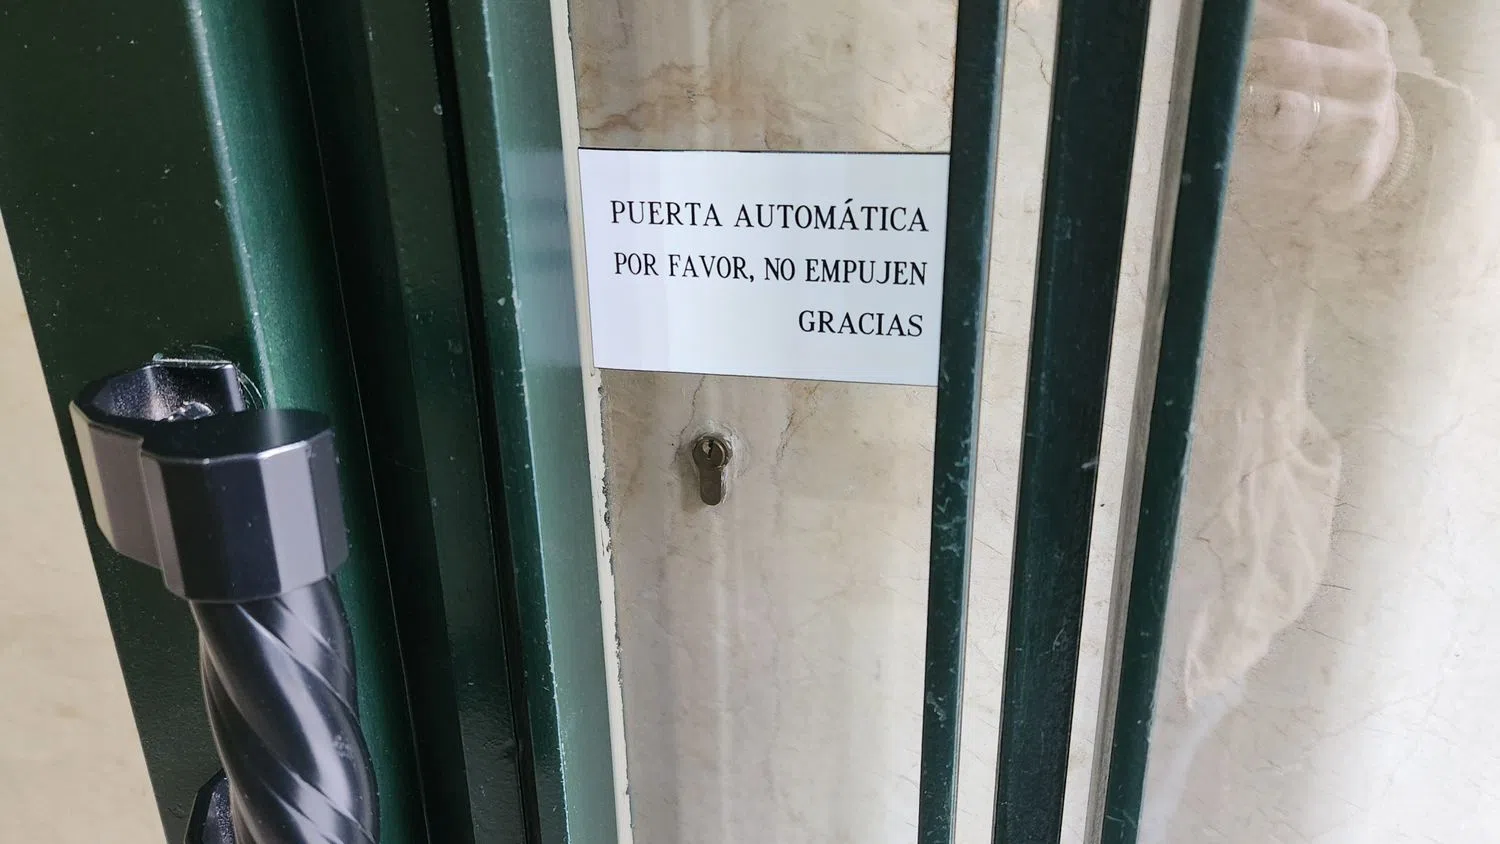 PUERTA AUTOMÁTICA
POR FAVOR, NO EMPUJEN
GRACIAS